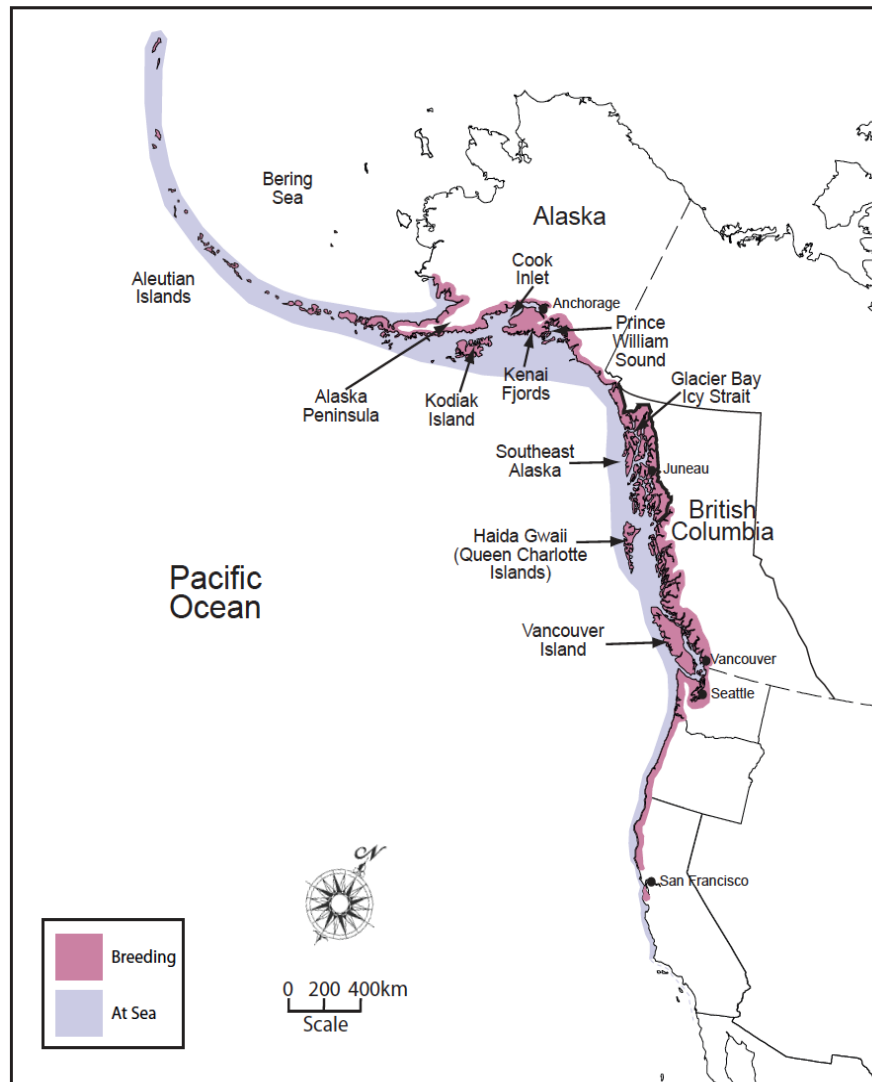 Bering
Sea
Alaska
Aleutian
Islands
Cook
Inlet
Anchorage
Prince
William
Sound
Alaska
Peninsula
Kodiak
Island
Kenai
Fjords
Glacier Bay
Icy Strait
Southeast
Alaska
Juneau
British
Columbia
Haida Gwaii
(Queen Charlotte
Islands)
Pacific
Ocean
Vancouver
Island
Vancouver
Seattle
San Francisco
N
Breeding
At Sea
0 200 400km
Scale